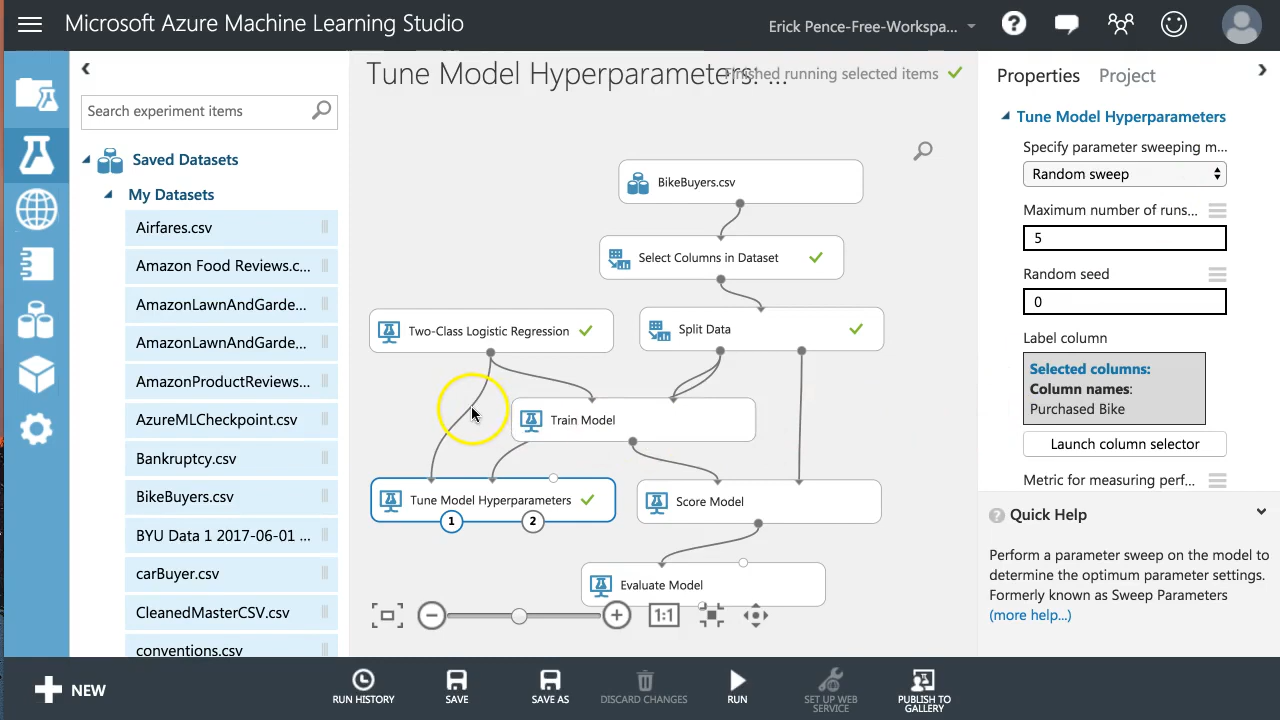 Microsoft Azure Machine Learning Studio
Erick Pence-Free-Workspa...
?
Search experiment items
Saved Datasets
My Datasets
Airfares.csv
Amazon Food Reviews.c...
AmazonLawnAndGarde...
AmazonLawnAndGarde...
AmazonProductReviews...
AzureMLCheckpoint.csv
Bankruptcy.csv
BikeBuyers.csv
BYU Data 1 2017-06-01 ...
carBuyer.csv
CleanedMasterCSV.csv
conventions.csv
Tune Model Hyperparameters: ...
Finished running selected items
BikeBuyers.csv
Select Columns in Dataset
Two-Class Logistic Regression
Split Data
Train Model
Tune Model Hyperparameters
1
2
Score Model
Evaluate Model
1:1
Properties
Project
Tune Model Hyperparameters
Specify parameter sweeping m...
Random sweep
Maximum number of runs...
5
Random seed
0
Label column
Selected columns:
Column names:
Purchased Bike
Launch column selector
Metric for measuring perf...
? Quick Help
Perform a parameter sweep on the model to
determine the optimum parameter settings.
Formerly known as Sweep Parameters
(more help...)
NEW
RUN HISTORY
SAVE
SAVE AS
DISCARD CHANGES
RUN
SET UP WEB
SERVICE
PUBLISH TO
GALLERY